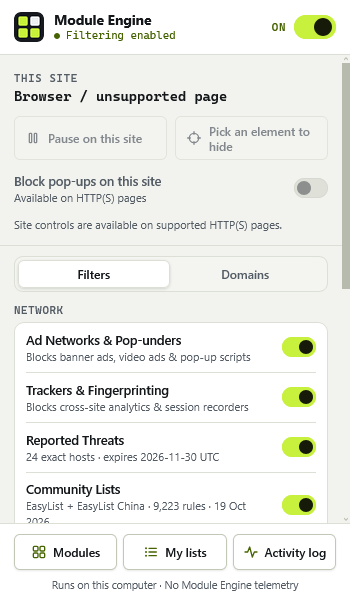 Module Engine
Filtering enabled
ON
THIS SITE
Browser / unsupported page
Pause on this site
Pick an element to
hide
Block pop-ups on this site
Available on HTTP(S) pages
Site controls are available on supported HTTP(S) pages.
Filters
Domains
NETWORK
Ad Networks & Pop-unders
Blocks banner ads, video ads & pop-up scripts
Trackers & Fingerprinting
Blocks cross-site analytics & session recorders
Reported Threats
24 exact hosts · expires 2026-11-30 UTC
Community Lists
EasyList + EasyList China · 9,223 rules · 19 Oct
2026
Modules
My lists
Activity log
Runs on this computer · No Module Engine telemetry